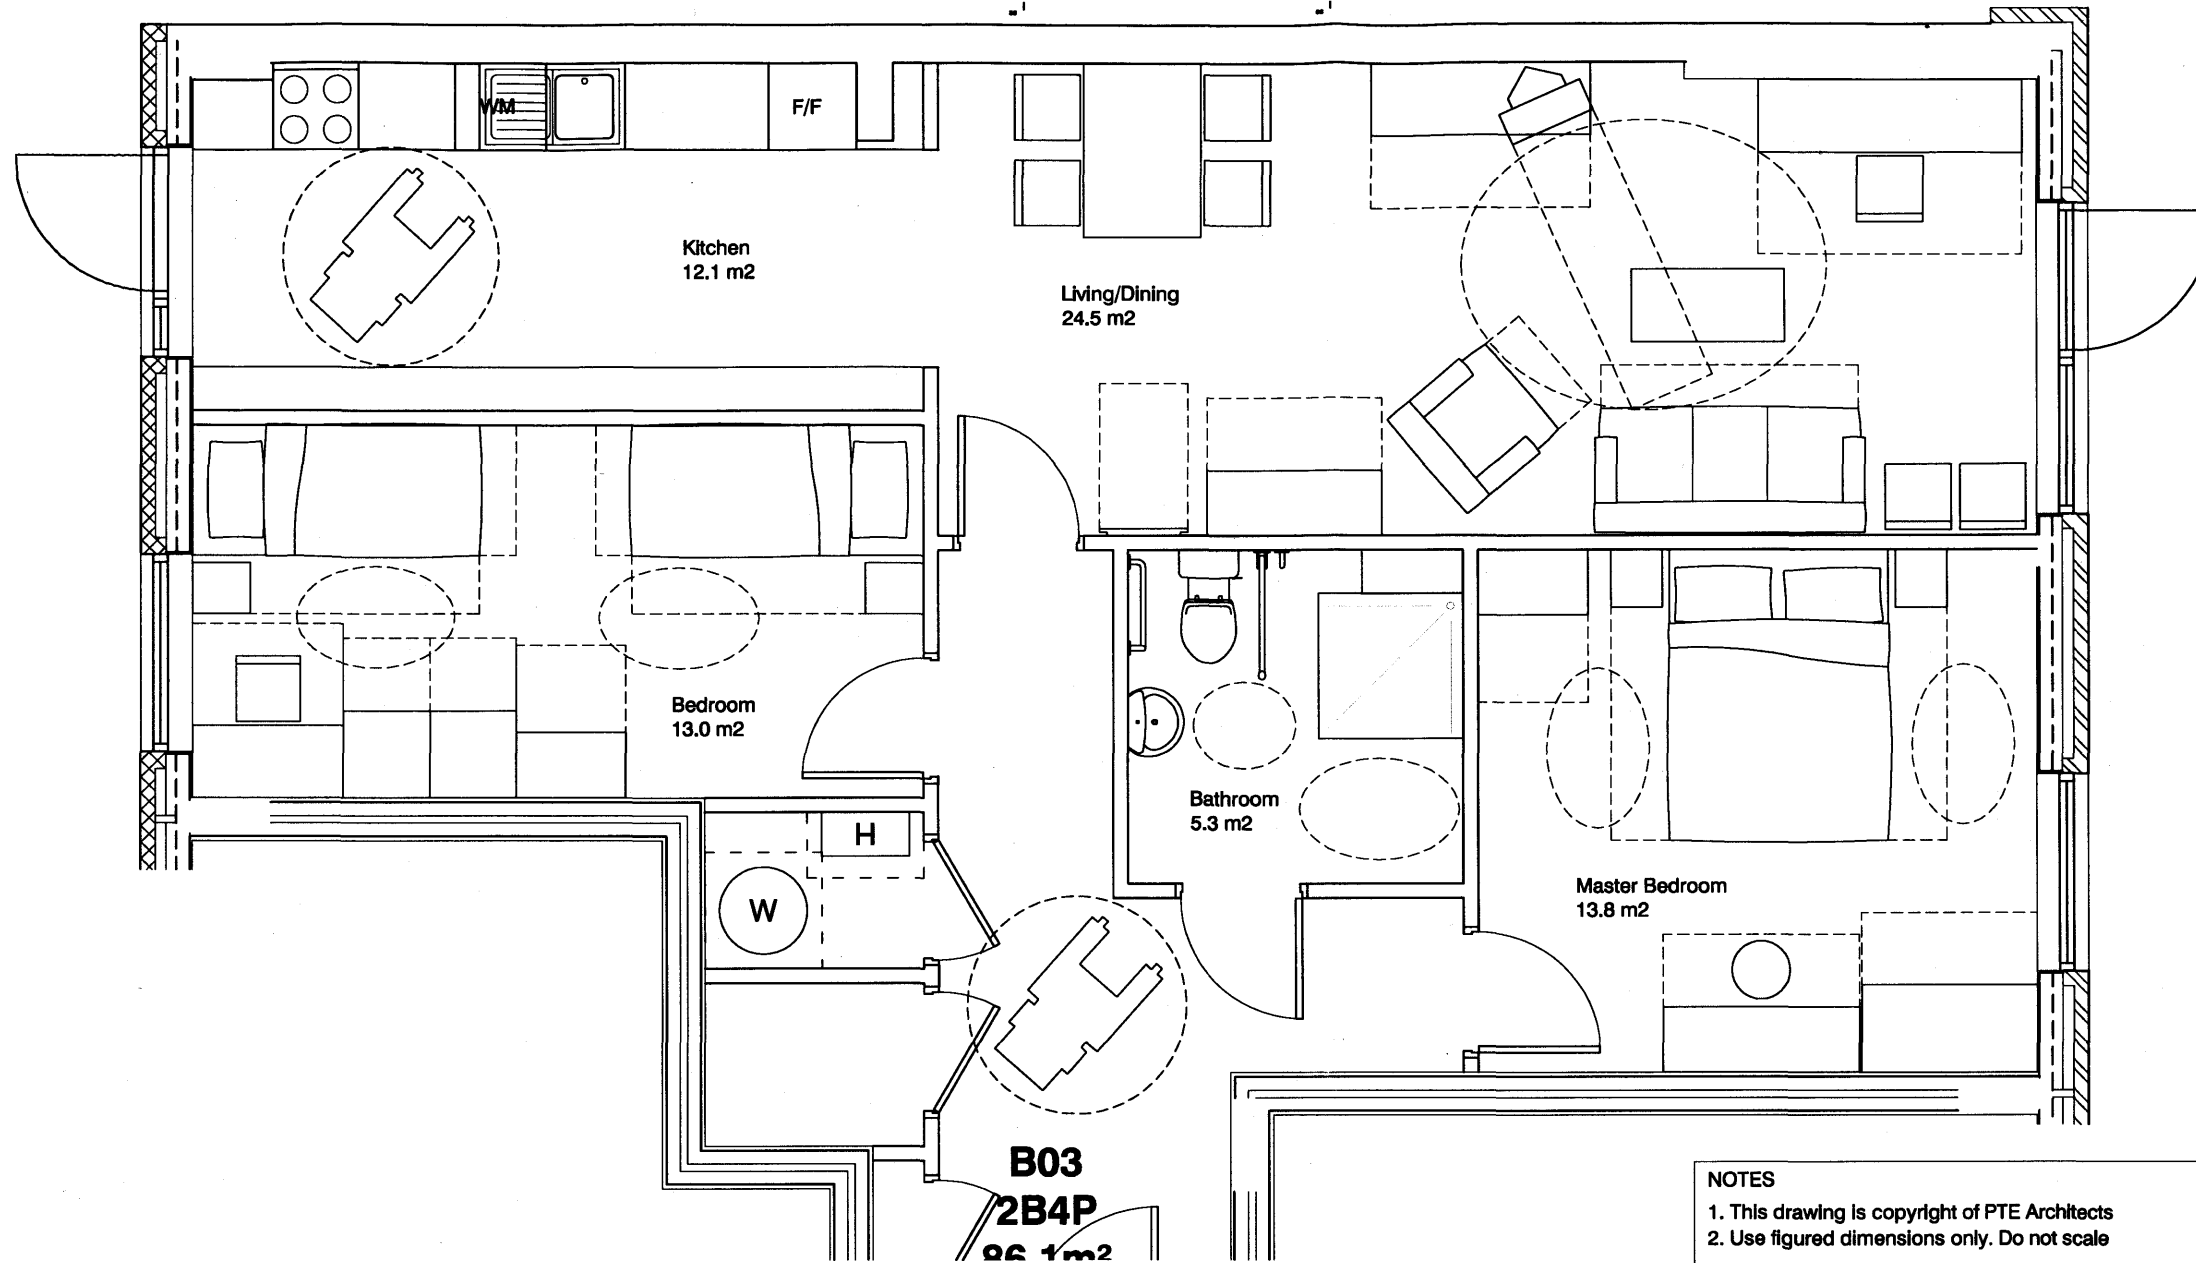 WM
F/F
Kitchen
12.1 m2
Living/Dining
24.5 m2
Bedroom
13.0 m2
Bathroom
5.3 m2
H
W
Master Bedroom
13.8 m2
B03
2B4P
86.1m²
NOTES
1. This drawing is copyright of PTE Architects
2. Use figured dimensions only. Do not scale